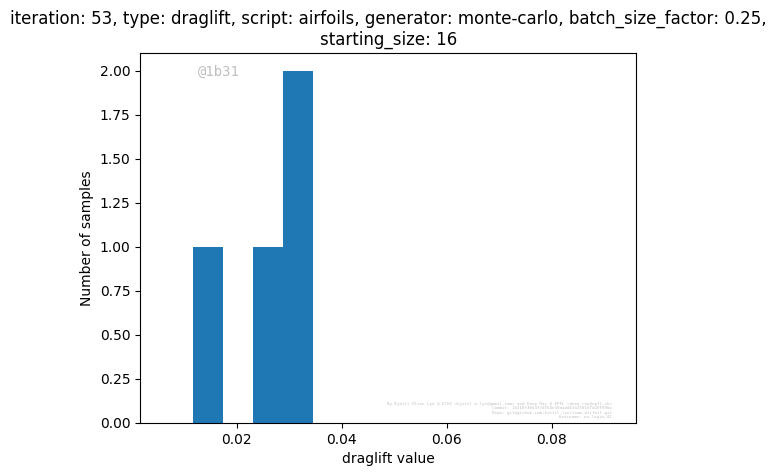 iteration: 53, type: draglift, script: airfoils, generator: monte-carlo, batch_size_factor: 0.25,
starting_size: 16
@1b31
2.00
1.75
1.50
1.25
1.00
0.75
0.50
0.25
0.00
Number of samples
0.02 0.04 0.06 0.08
draglift value